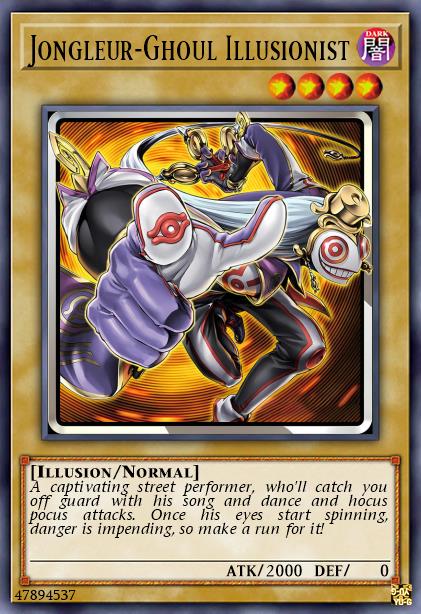 Jongleur-Ghoul Illusionist
DARK
闇
[Illusion/Normal]
A captivating street performer, who'll catch you
off guard with his song and dance and hocus
pocus attacks. Once his eyes start spinning,
danger is impending, so make a run for it!
ATK/2000 DEF/ 0
47894537